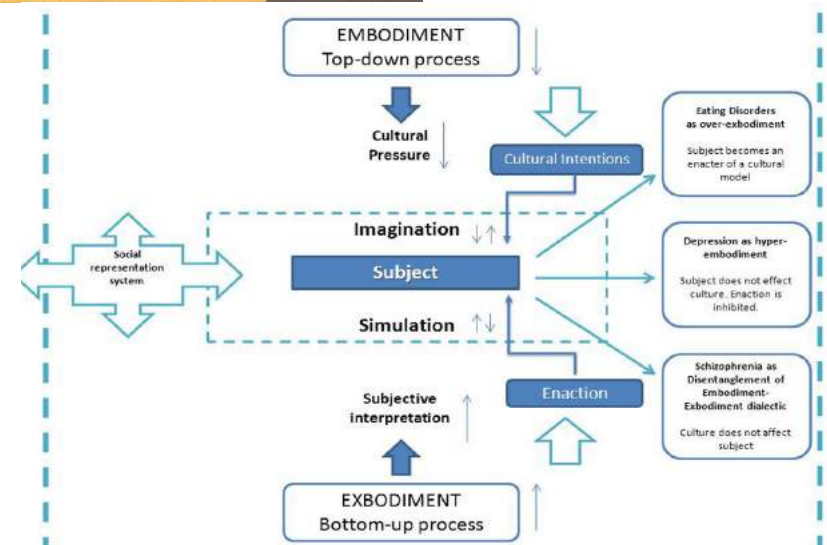 EMBODIMENT
Top-down process
Cultural
Pressure
Cultural Intentions
Eating Disorders
as over-exbodiment
Subject becomes an
enacter of a cultural
model
Imagination
Social
representation
system
Subject
Depression as hyper-
embodiment
Subject does not effect
culture. Enaction is
inhibited.
Simulation
Subjective
interpretation
Enaction
Schizophrenia as
Disentanglement of
Embodiment-
Exbodiment dialectic
Culture does not affect
subject
EXBODIMENT
Bottom-up process